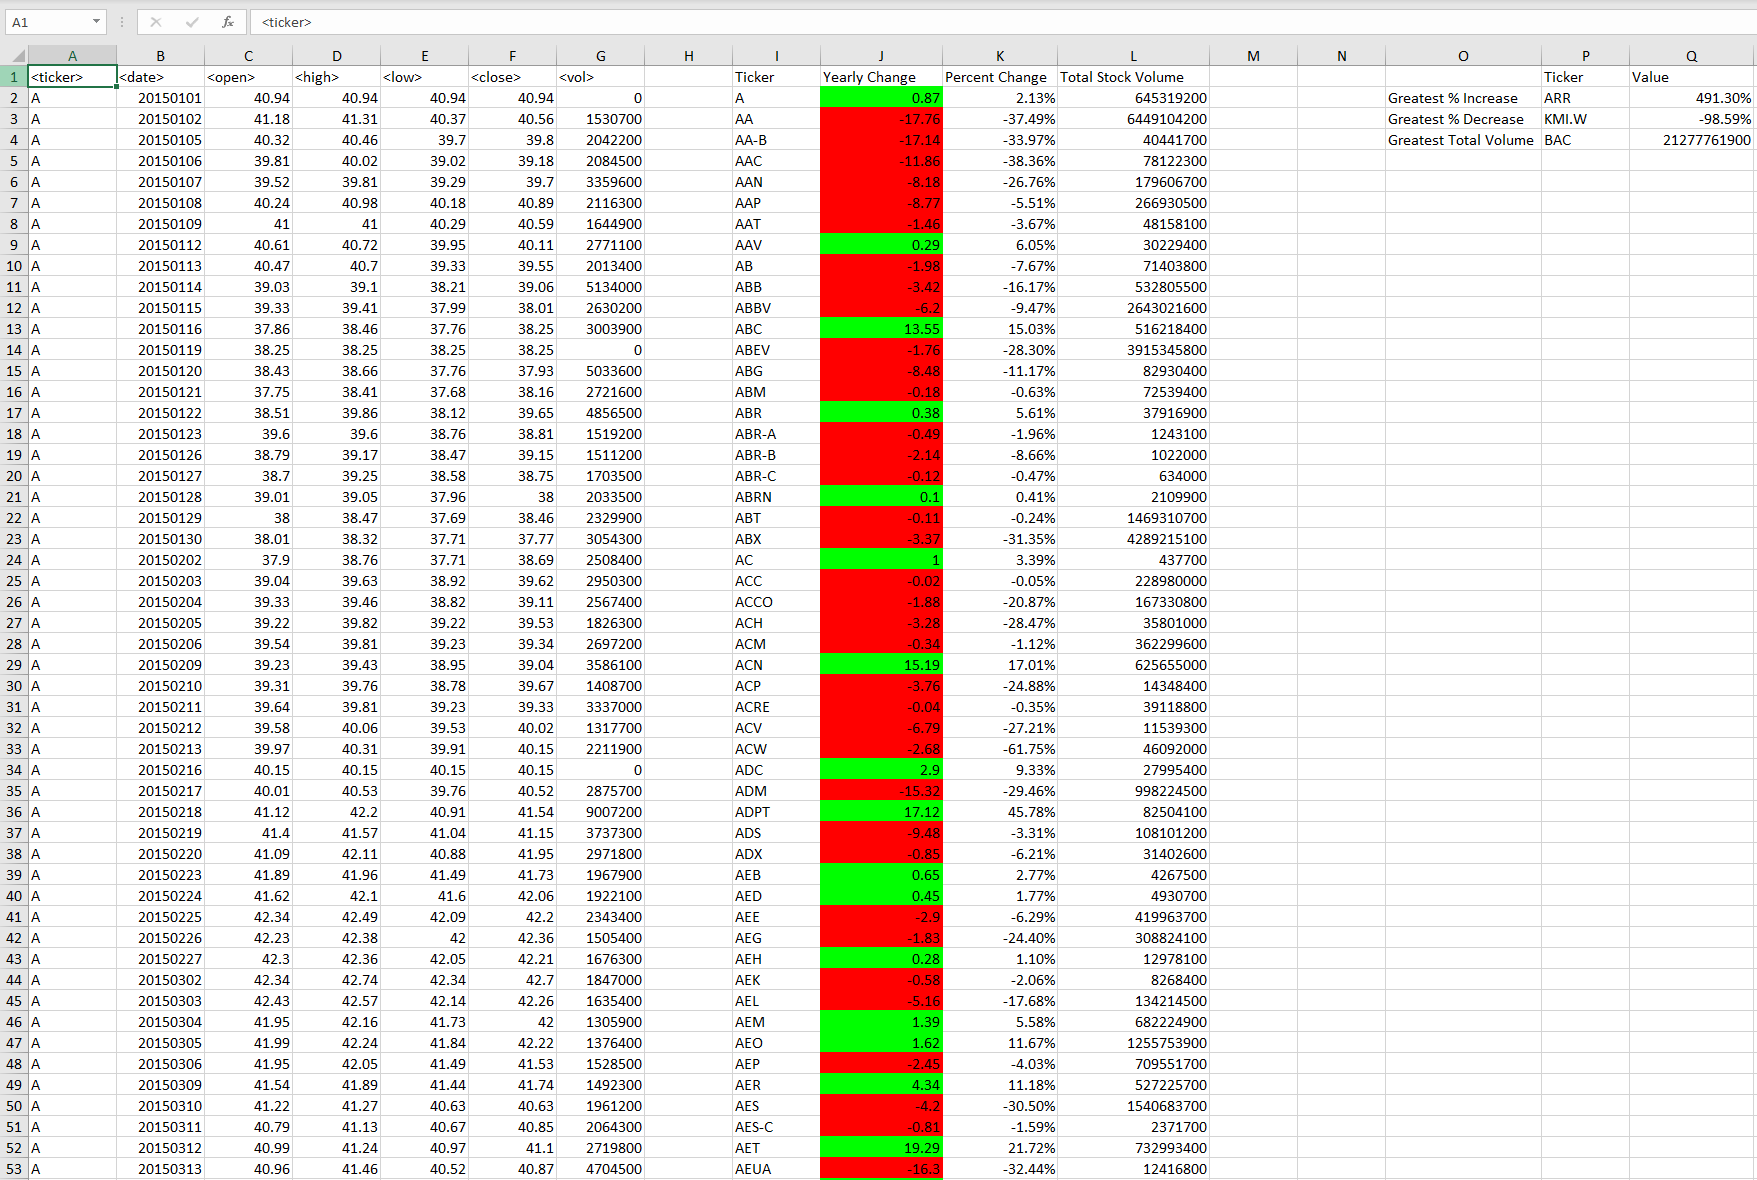 A1 fx <ticker>
A B C D E F G H I J K L M N O P Q
1 <ticker> <date> <open> <high> <low> <close> <vol> Ticker Yearly Change Percent Change Total Stock Volume Ticker Value
2 A 20150101 40.94 40.94 40.94 40.94 0 A 0.87 2.13% 645319200 Greatest % Increase ARR 491.30%
3 A 20150102 41.18 41.31 40.37 40.56 1530700 AA -17.76 -37.49% 6449104200 Greatest % Decrease KMI.W -98.59%
4 A 20150105 40.32 40.46 39.7 39.8 2042200 AA-B -17.14 -33.97% 40441700 Greatest Total Volume BAC 21277761900
5 A 20150106 39.81 40.02 39.02 39.18 2084500 AAC -11.86 -38.36% 78122300
6 A 20150107 39.52 39.81 39.29 39.7 3359600 AAN -8.18 -26.76% 179606700
7 A 20150108 40.24 40.98 40.18 40.89 2116300 AAP -8.77 -5.51% 266930500
8 A 20150109 41 41 40.29 40.59 1644900 AAT -1.46 -3.67% 48158100
9 A 20150112 40.61 40.72 39.95 40.11 2771100 AAV 0.29 6.05% 30229400
10 A 20150113 40.47 40.7 39.33 39.55 2013400 AB -1.98 -7.67% 71403800
11 A 20150114 39.03 39.1 38.21 39.06 5134000 ABB -3.42 -16.17% 532805500
12 A 20150115 39.33 39.41 37.99 38.01 2630200 ABBV -6.2 -9.47% 2643021600
13 A 20150116 37.86 38.46 37.76 38.25 3003900 ABC 13.55 15.03% 516218400
14 A 20150119 38.25 38.25 38.25 38.25 0 ABEV -1.76 -28.30% 3915345800
15 A 20150120 38.43 38.66 37.76 37.93 5033600 ABG -8.48 -11.17% 82930400
16 A 20150121 37.75 38.41 37.68 38.16 2721600 ABM -0.18 -0.63% 72539400
17 A 20150122 38.51 39.86 38.12 39.65 4856500 ABR 0.38 5.61% 37916900
18 A 20150123 39.6 39.6 38.76 38.81 1519200 ABR-A -0.49 -1.96% 1243100
19 A 20150126 38.79 39.17 38.47 39.15 1511200 ABR-B -2.14 -8.66% 1022000
20 A 20150127 38.7 39.25 38.58 38.75 1703500 ABR-C -0.12 -0.47% 634000
21 A 20150128 39.01 39.05 37.96 38 2033500 ABRN 0.1 0.41% 2109900
22 A 20150129 38 38.47 37.69 38.46 2329900 ABT -0.11 -0.24% 1469310700
23 A 20150130 38.01 38.32 37.71 37.77 3054300 ABX -3.37 -31.35% 4289215100
24 A 20150202 37.9 38.76 37.71 38.69 2508400 AC 1 3.39% 437700
25 A 20150203 39.04 39.63 38.92 39.62 2950300 ACC -0.02 -0.05% 228980000
26 A 20150204 39.33 39.46 38.82 39.11 2567400 ACCO -1.88 -20.87% 167330800
27 A 20150205 39.22 39.82 39.22 39.53 1826300 ACH -3.28 -28.47% 35801000
28 A 20150206 39.54 39.81 39.23 39.34 2697200 ACM -0.34 -1.12% 362299600
29 A 20150209 39.23 39.43 38.95 39.04 3586100 ACN 15.19 17.01% 625655000
30 A 20150210 39.31 39.76 38.78 39.67 1408700 ACP -3.76 -24.88% 14348400
31 A 20150211 39.64 39.81 39.23 39.33 3337000 ACRE -0.04 -0.35% 39118800
32 A 20150212 39.58 40.06 39.53 40.02 1317700 ACV -6.79 -27.21% 11539300
33 A 20150213 39.97 40.31 39.91 40.15 2211900 ACW -2.68 -61.75% 46092000
34 A 20150216 40.15 40.15 40.15 40.15 0 ADC 2.9 9.33% 27995400
35 A 20150217 40.01 40.53 39.76 40.52 2875700 ADM -15.32 -29.46% 998224500
36 A 20150218 41.12 42.2 40.91 41.54 9007200 ADPT 17.12 45.78% 82504100
37 A 20150219 41.4 41.57 41.04 41.15 3737300 ADS -9.48 -3.31% 108101200
38 A 20150220 41.09 42.11 40.88 41.95 2971800 ADX -0.85 -6.21% 31402600
39 A 20150223 41.89 41.96 41.49 41.73 1967900 AEB 0.65 2.77% 4267500
40 A 20150224 41.62 42.1 41.6 42.06 1922100 AED 0.45 1.77% 4930700
41 A 20150225 42.34 42.49 42.09 42.2 2343400 AEE -2.9 -6.29% 419963700
42 A 20150226 42.23 42.38 42 42.36 1505400 AEG -1.83 -24.40% 308824100
43 A 20150227 42.3 42.36 42.05 42.21 1676300 AEH 0.28 1.10% 12978100
44 A 20150302 42.34 42.74 42.34 42.7 1847000 AEK -0.58 -2.06% 8268400
45 A 20150303 42.43 42.57 42.14 42.26 1635400 AEL -5.16 -17.68% 134214500
46 A 20150304 41.95 42.16 41.73 42 1305900 AEM 1.39 5.58% 682224900
47 A 20150305 41.99 42.24 41.84 42.22 1376400 AEO 1.62 11.67% 1255753900
48 A 20150306 41.95 42.05 41.49 41.53 1528500 AEP -2.45 -4.03% 709551700
49 A 20150309 41.54 41.89 41.44 41.74 1492300 AER 4.34 11.18% 527225700
50 A 20150310 41.22 41.27 40.63 40.63 1961200 AES -4.2 -30.50% 1540683700
51 A 20150311 40.79 41.13 40.67 40.85 2064300 AES-C -0.81 -1.59% 2371700
52 A 20150312 40.99 41.24 40.97 41.1 2719800 AET 19.29 21.72% 732993400
53 A 20150313 40.96 41.46 40.52 40.87 4704500 AEUA -16.3 -32.44% 12416800